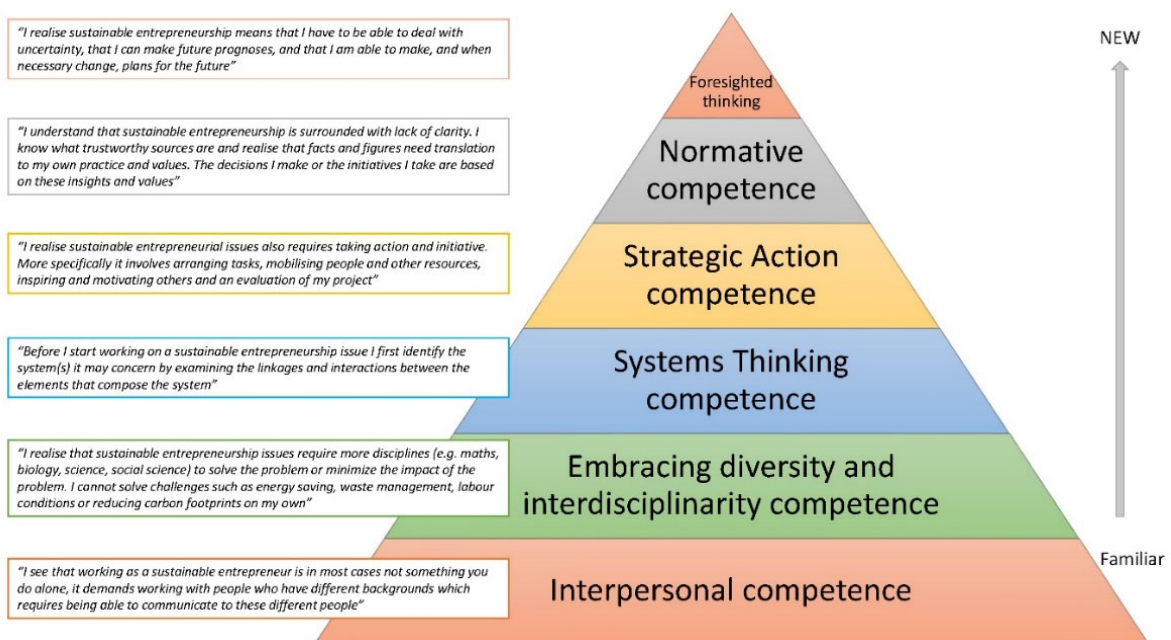 "I realise sustainable entrepreneurship means that I have to be able to deal with
uncertainty, that I can make future prognoses, and that I am able to make, and when
necessary change, plans for the future"
Foresighted
thinking
NEW
"I understand that sustainable entrepreneurship is surrounded with lack of clarity. I
know what trustworthy sources are and realise that facts and figures need translation
to my own practice and values. The decisions I make or the initiatives I take are based
on these insights and values"
Normative
competence
"I realise sustainable entrepreneurial issues also requires taking action and initiative.
More specifically it involves arranging tasks, mobilising people and other resources,
inspiring and motivating others and an evaluation of my project"
Strategic Action
competence
"Before I start working on a sustainable entrepreneurship issue I first identify the
system(s) it may concern by examining the linkages and interactions between the
elements that compose the system"
Systems Thinking
competence
"I realise that sustainable entrepreneurship issues require more disciplines (e.g. maths,
biology, science, social science) to solve the problem or minimize the impact of the
problem. I cannot solve challenges such as energy saving, waste management, labour
conditions or reducing carbon footprints on my own"
Embracing diversity and
interdisciplinarity competence
Familiar
"I see that working as a sustainable entrepreneur is in most cases not something you
do alone, it demands working with people who have different backgrounds which
requires being able to communicate to these different people"
Interpersonal competence